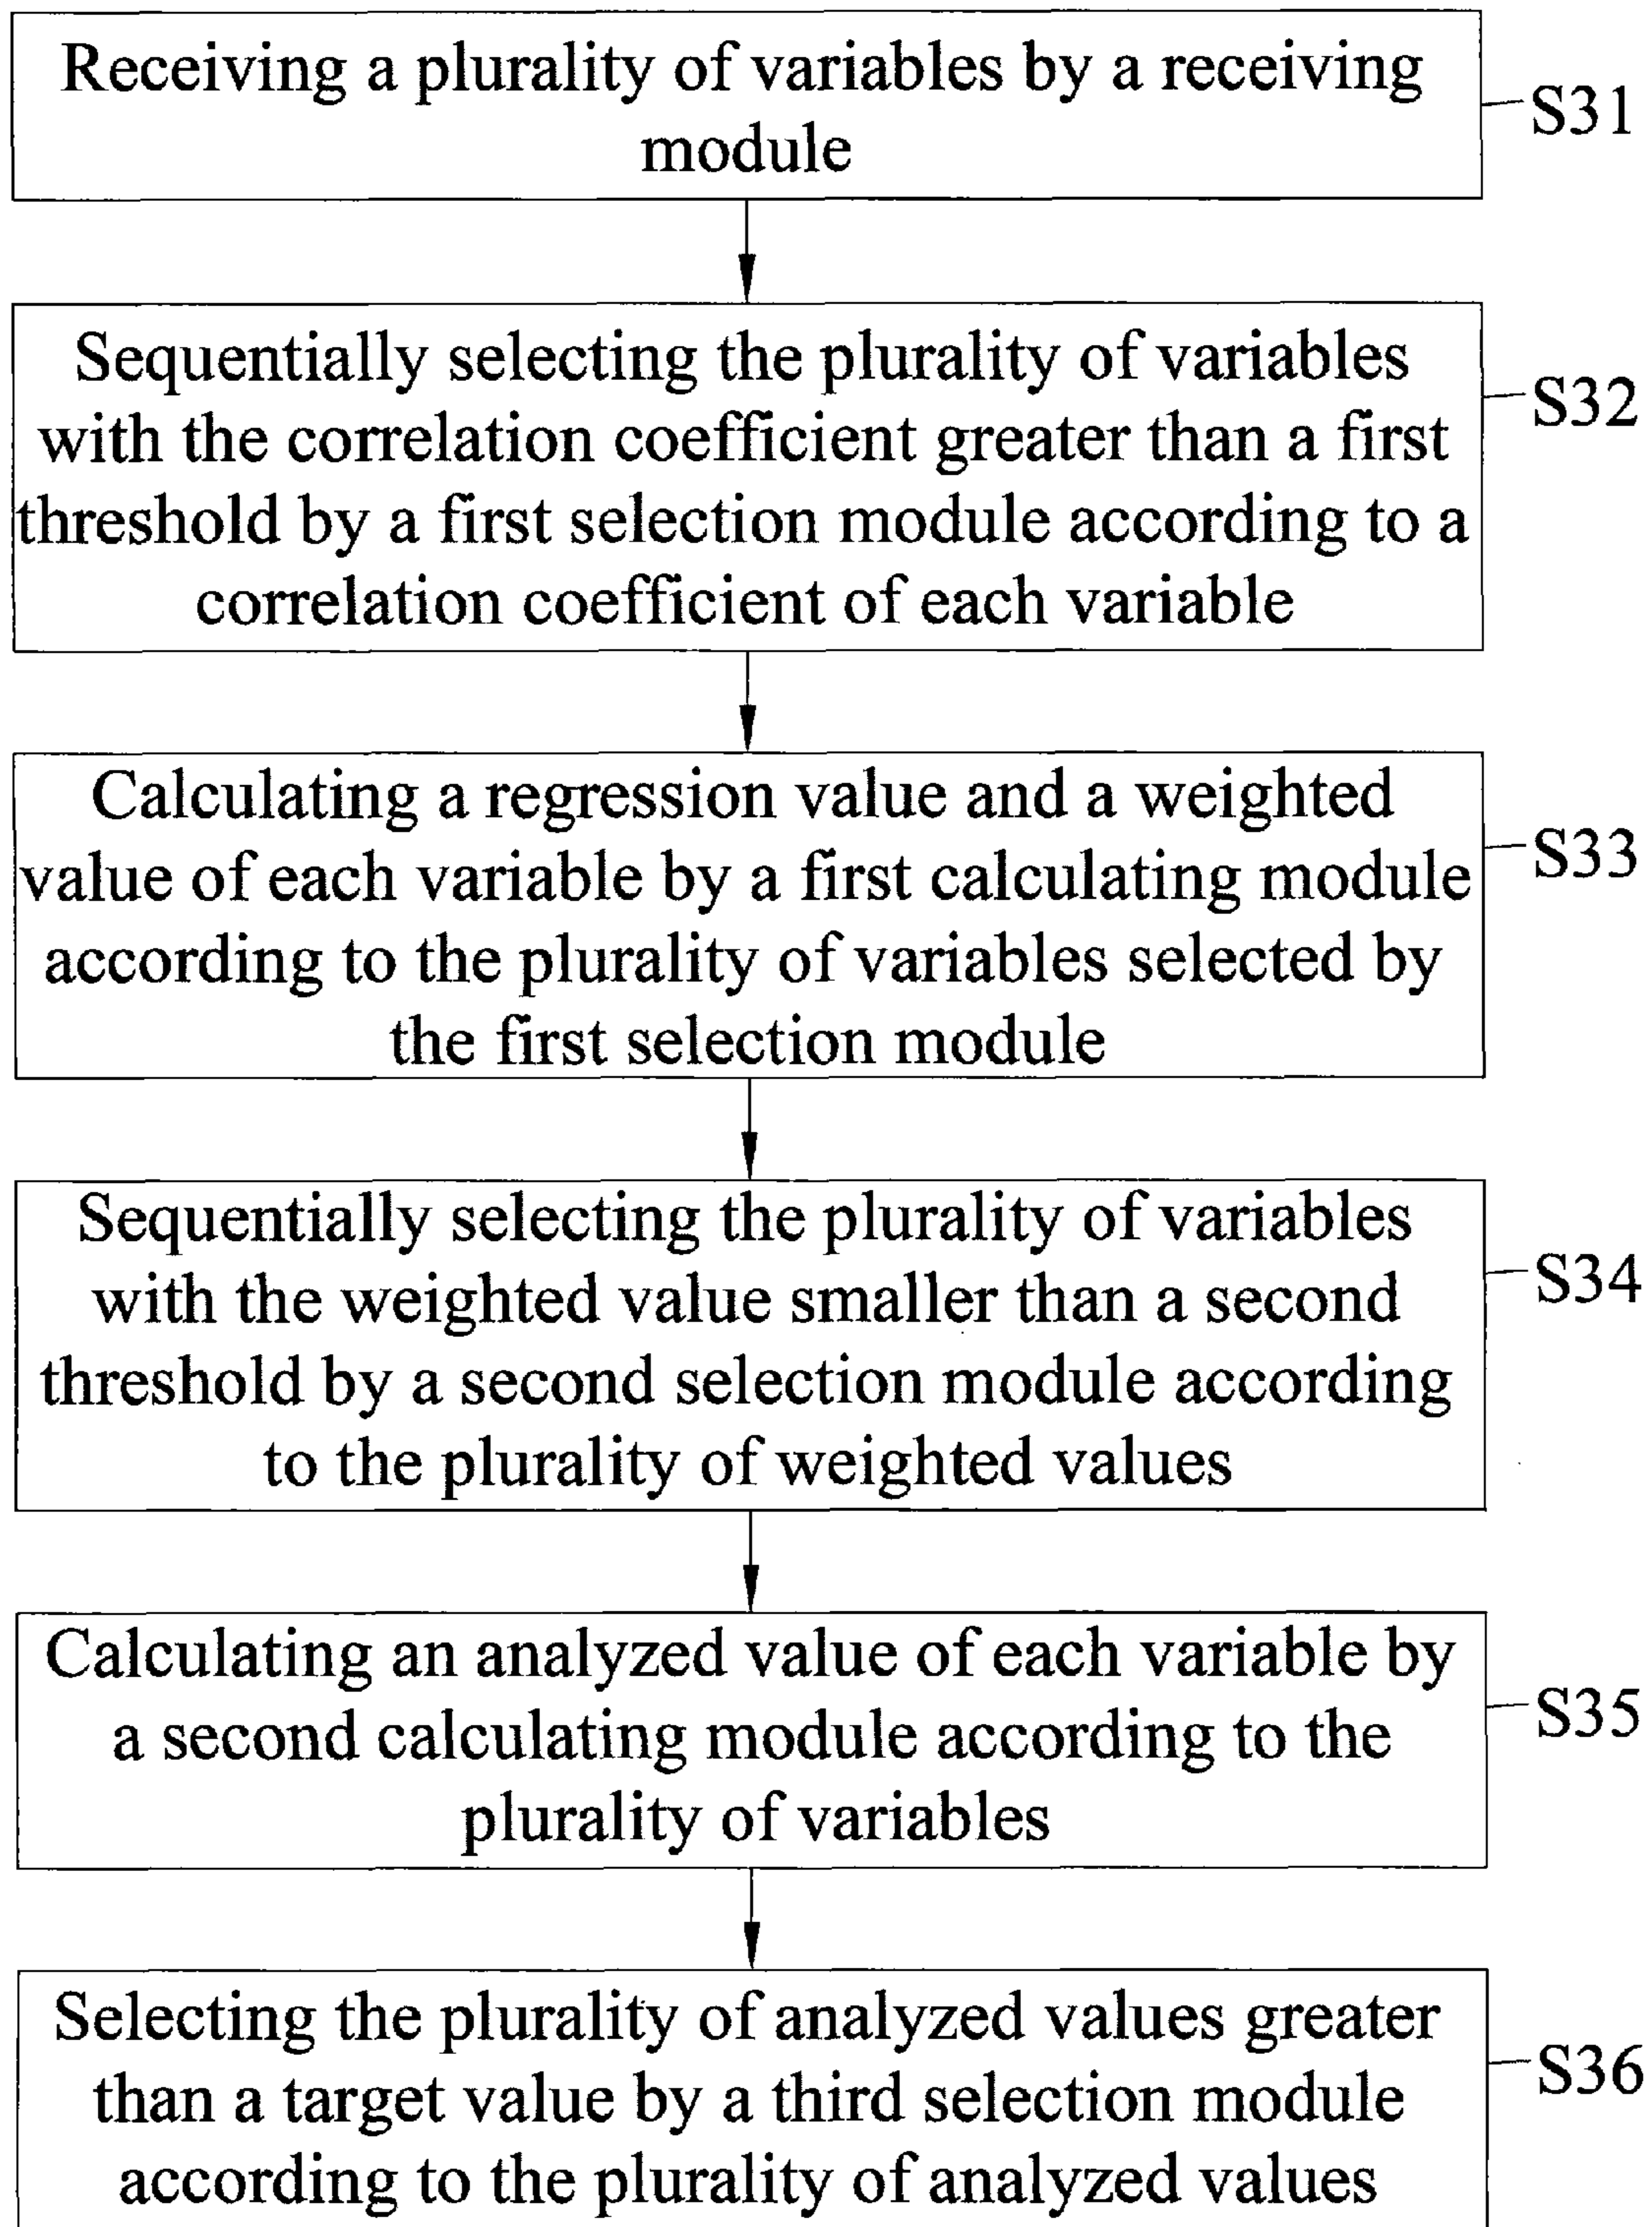 Receiving a plurality of variables by a receiving
module
S31
Sequentially selecting the plurality of variables
with the correlation coefficient greater than a first
threshold by a first selection module according to a
correlation coefficient of each variable
S32
Calculating a regression value and a weighted
value of each variable by a first calculating module
according to the plurality of variables selected by
the first selection module
S33
Sequentially selecting the plurality of variables
with the weighted value smaller than a second
threshold by a second selection module according
to the plurality of weighted values
S34
Calculating an analyzed value of each variable by
a second calculating module according to the
plurality of variables
S35
Selecting the plurality of analyzed values greater
than a target value by a third selection module
according to the plurality of analyzed values
S36